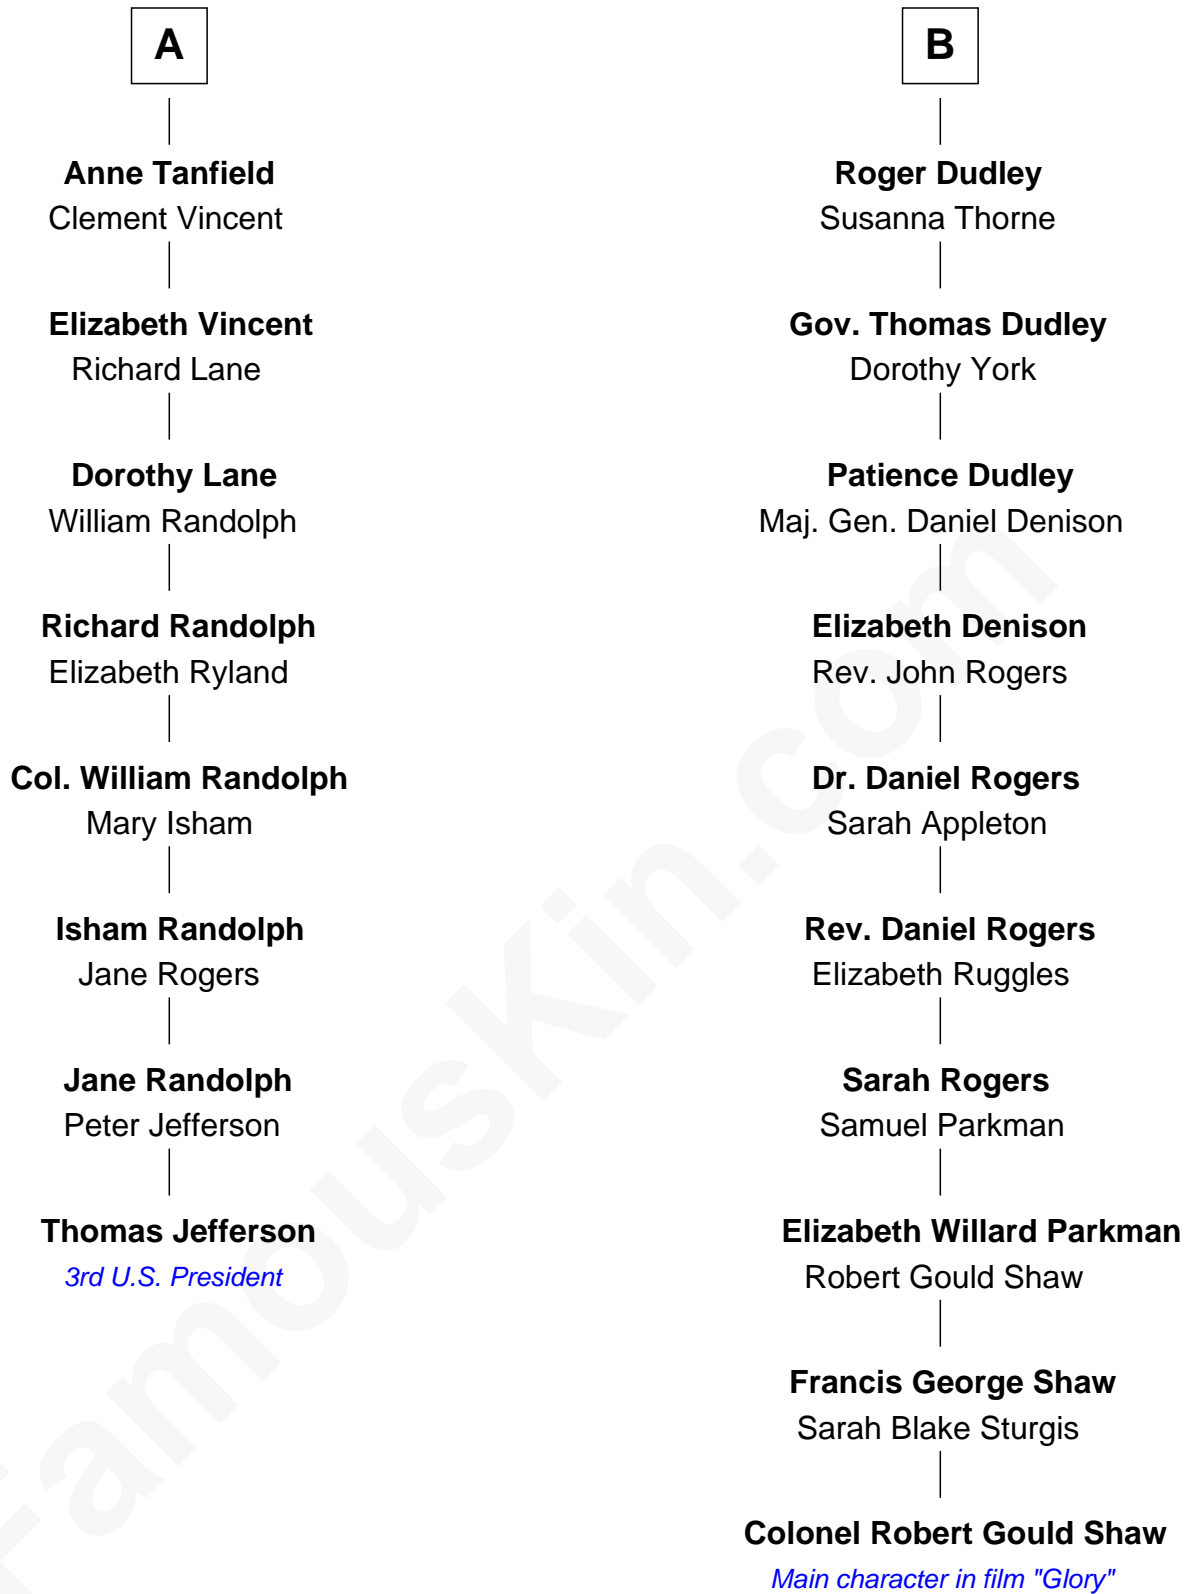 A
Anne Tanfield
Clement Vincent
Elizabeth Vincent
Richard Lane
Dorothy Lane
William Randolph
Richard Randolph
Elizabeth Ryland
Col. William Randolph
Mary Isham
Isham Randolph
Jane Rogers
Jane Randolph
Peter Jefferson
Thomas Jefferson
3rd U.S. President
B
Roger Dudley
Susanna Thorne
Gov. Thomas Dudley
Dorothy York
Patience Dudley
Maj. Gen. Daniel Denison
Elizabeth Denison
Rev. John Rogers
Dr. Daniel Rogers
Sarah Appleton
Rev. Daniel Rogers
Elizabeth Ruggles
Sarah Rogers
Samuel Parkman
Elizabeth Willard Parkman
Robert Gould Shaw
Francis George Shaw
Sarah Blake Sturgis
Colonel Robert Gould Shaw
Main character in film "Glory"
FamousKin.com